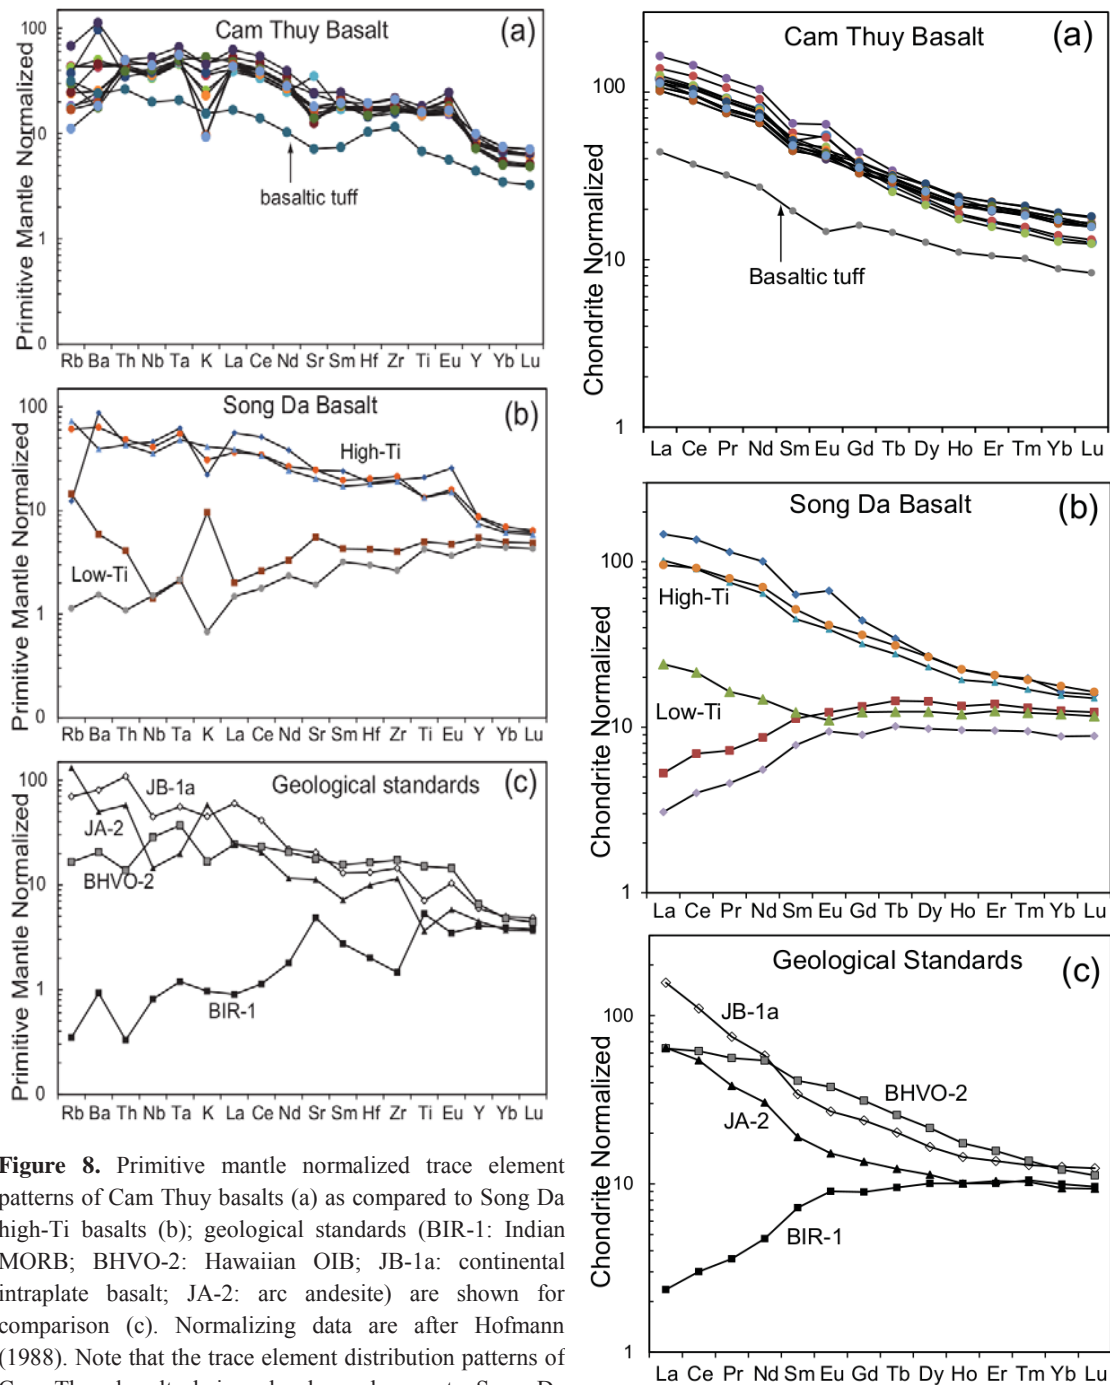 Primitive Mantle Normalized
100
10
1
0
Cam Thuy Basalt
(a)
basaltic tuff
Rb Ba Th Nb Ta K La Ce Nd Sr Sm Hf Zr Ti Eu Y Yb Lu
Primitive Mantle Normalized
100
10
1
0
Song Da Basalt
(b)
High-Ti
Low-Ti
Rb Ba Th Nb Ta K La Ce Nd Sr Sm Hf Zr Ti Eu Y Yb Lu
Primitive Mantle Normalized
100
10
1
0
Geological standards
(c)
JB-1a
JA-2
BHVO-2
BIR-1
Rb Ba Th Nb Ta K La Ce Nd Sr Sm Hf Zr Ti Eu Y Yb Lu
Figure 8. Primitive mantle normalized trace element
patterns of Cam Thuy basalts (a) as compared to Song Da
high-Ti basalts (b); geological standards (BIR-1: Indian
MORB; BHVO-2: Hawaiian OIB; JB-1a: continental
intraplate basalt; JA-2: arc andesite) are shown for
comparison (c). Normalizing data are after Hofmann
(1988). Note that the trace element distribution patterns of
Chondrite Normalized
100
10
1
Cam Thuy Basalt
(a)
Basaltic tuff
La Ce Pr Nd Sm Eu Gd Tb Dy Ho Er Tm Yb Lu
Chondrite Normalized
100
10
1
Song Da Basalt
(b)
High-Ti
Low-Ti
La Ce Pr Nd Sm Eu Gd Tb Dy Ho Er Tm Yb Lu
Chondrite Normalized
100
10
1
Geological Standards
(c)
JB-1a
BHVO-2
JA-2
BIR-1
La Ce Pr Nd Sm Eu Gd Tb Dy Ho Er Tm Yb Lu